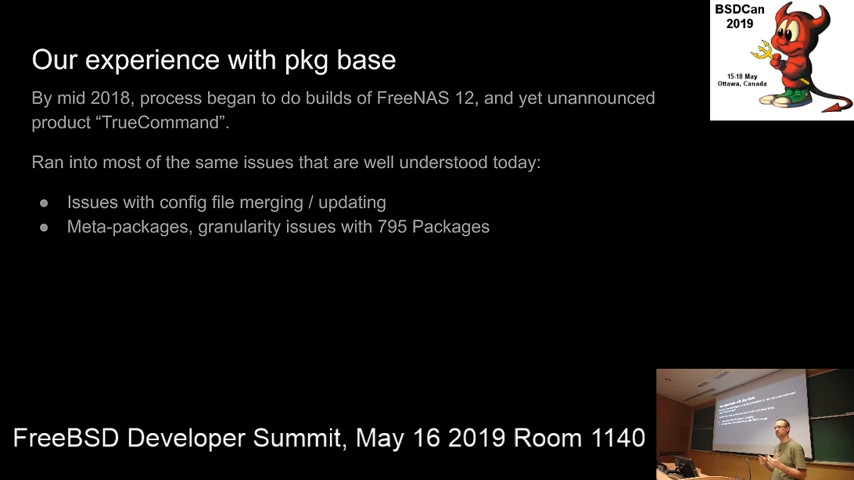 Our experience with pkg base
By mid 2018, process began to do builds of FreeNAS 12, and yet unannounced
product “TrueCommand”.
Ran into most of the same issues that are well understood today:
● Issues with config file merging / updating
● Meta-packages, granularity issues with 795 Packages
BSDCan
2019
15-18 May
Ottawa, Canada
FreeBSD Developer Summit, May 16 2019 Room 1140